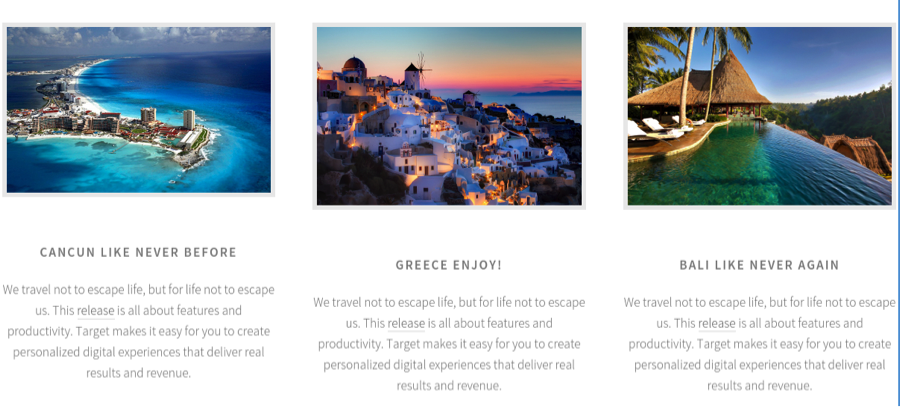 CANCUN LIKE NEVER BEFORE
We travel not to escape life, but for life not to escape
us. This release is all about features and
productivity. Target makes it easy for you to create
personalized digital experiences that deliver real
results and revenue.
GREECE ENJOY!
We travel not to escape life, but for life not to escape
us. This release is all about features and
productivity. Target makes it easy for you to create
personalized digital experiences that deliver real
results and revenue.
BALI LIKE NEVER AGAIN
We travel not to escape life, but for life not to escape
us. This release is all about features and
productivity. Target makes it easy for you to create
personalized digital experiences that deliver real
results and revenue.